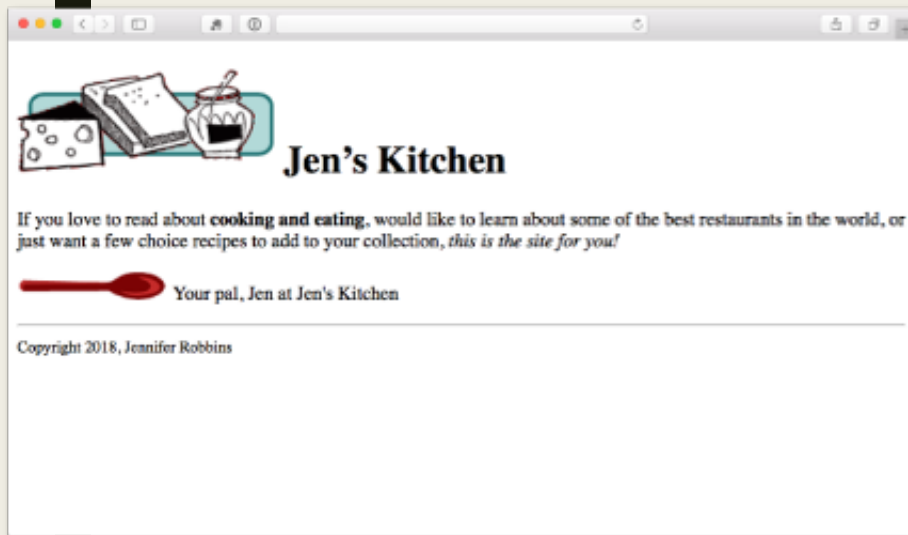 Jen’s Kitchen
If you love to read about cooking and eating, would like to learn about some of the best restaurants in the world, or
just want a few choice recipes to add to your collection, this is the site for you!
Your pal, Jen at Jen's Kitchen
Copyright 2018, Jennifer Robbins